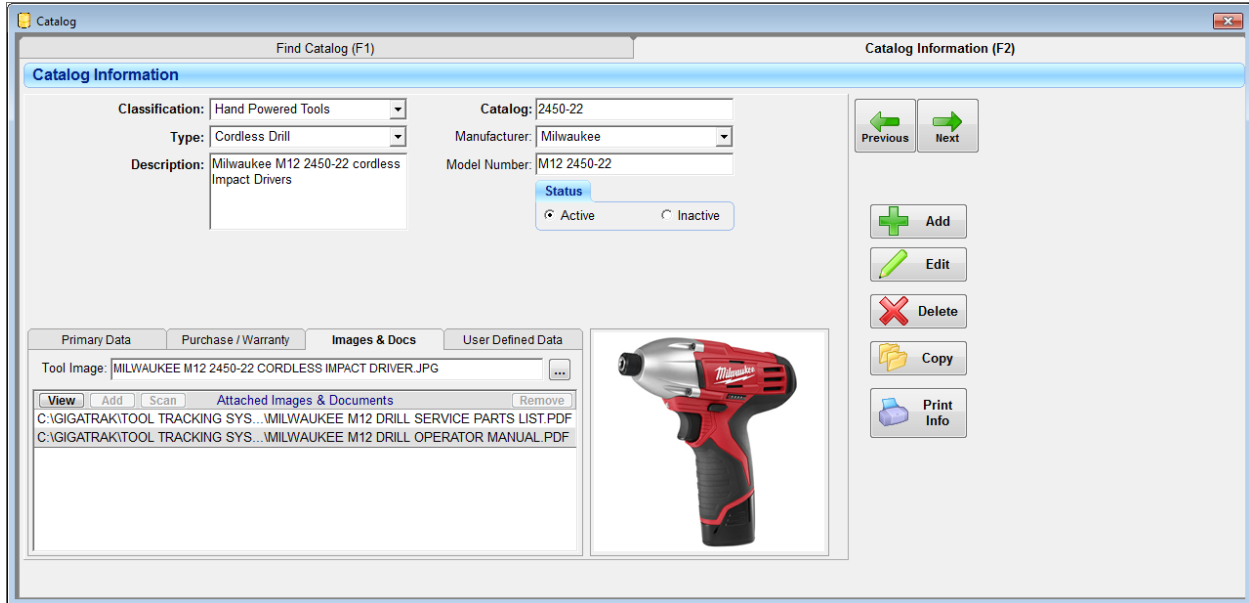 Catalog
Find Catalog (F1)
Catalog Information (F2)
Catalog Information
Classification: Hand Powered Tools
Catalog: 2450-22
Previous
Next
Type: Cordless Drill
Manufacturer: Milwaukee
Description: Milwaukee M12 2450-22 cordless
Impact Drivers
Model Number: M12 2450-22
Status
Active
Inactive
Add
Edit
Delete
Copy
Print
Info
Primary Data
Purchase / Warranty
Images & Docs
User Defined Data
Tool Image: MILWAUKEE M12 2450-22 CORDLESS IMPACT DRIVER.JPG
...
View
Add
Scan
Attached Images & Documents
Remove
C:\GIGATRAK\TOOL TRACKING SYS...\MILWAUKEE M12 DRILL SERVICE PARTS LIST.PDF
C:\GIGATRAK\TOOL TRACKING SYS...\MILWAUKEE M12 DRILL OPERATOR MANUAL.PDF
Milwaukee